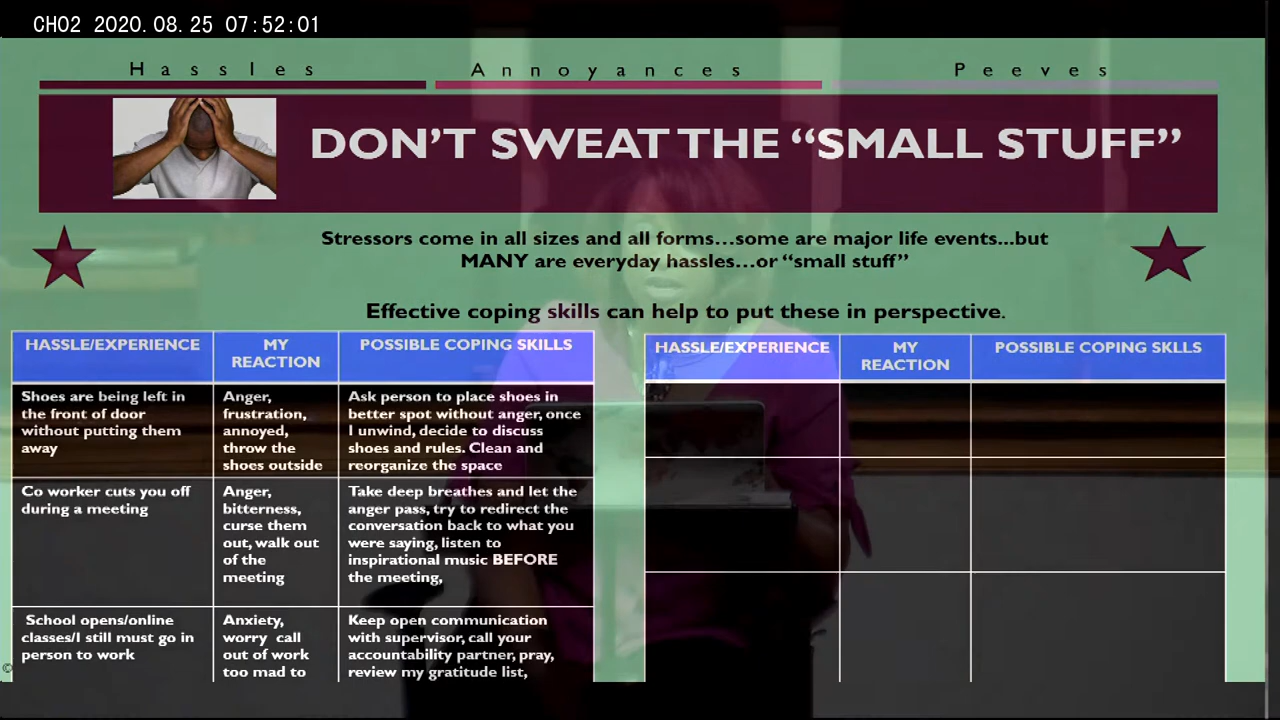 CH02 2020.08.25 07:52:01
Hassles Annoyances Peeves
DON'T SWEAT THE “SMALL STUFF”
Stressors come in all sizes and all forms…some are major life events...but
MANY are everyday hassles…or “small stuff”
Effective coping skills can help to put these in perspective.
HASSLE/EXPERIENCE
MY
REACTION
POSSIBLE COPING SKILLS
Shoes are being left in
the front of door
without putting them
away
Anger,
frustration,
annoyed,
throw the
shoes outside
Ask person to place shoes in
better spot without anger, once
I unwind, decide to discuss
shoes and rules. Clean and
reorganize the space
Co worker cuts you off
during a meeting
Anger,
bitterness,
curse them
out, walk out
of the
meeting
Take deep breathes and let the
anger pass, try to redirect the
conversation back to what you
were saying, listen to
inspirational music BEFORE
the meeting,
School opens/online
classes/I still must go in
person to work
Anxiety,
worry call
out of work
too mad to
Keep open communication
with supervisor, call your
accountability partner, pray,
review my gratitude list,
HASSLE/EXPERIENCE
MY
REACTION
POSSIBLE COPING SKLLS
©